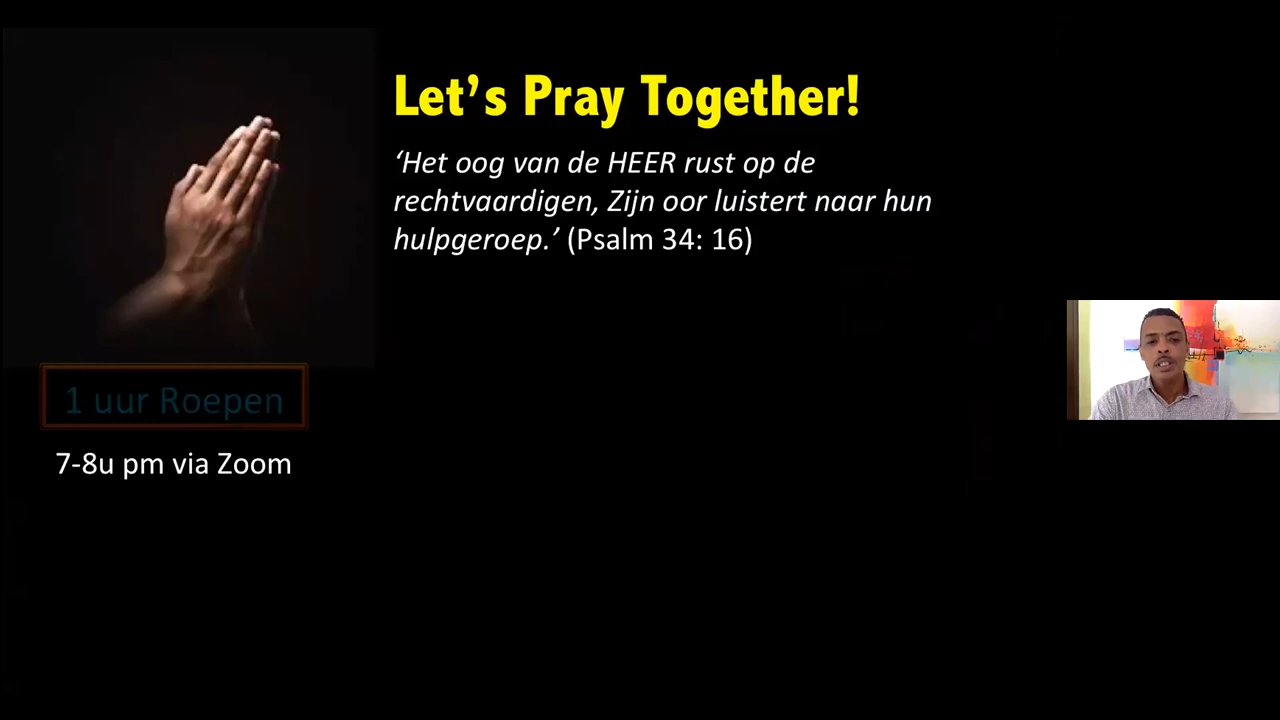 Let's Pray Together!
‘Het oog van de HEER rust op de
rechtvaardigen, Zijn oor luistert naar hun
hulpgeroep.’ (Psalm 34: 16)
1 uur Roepen
7-8u pm via Zoom